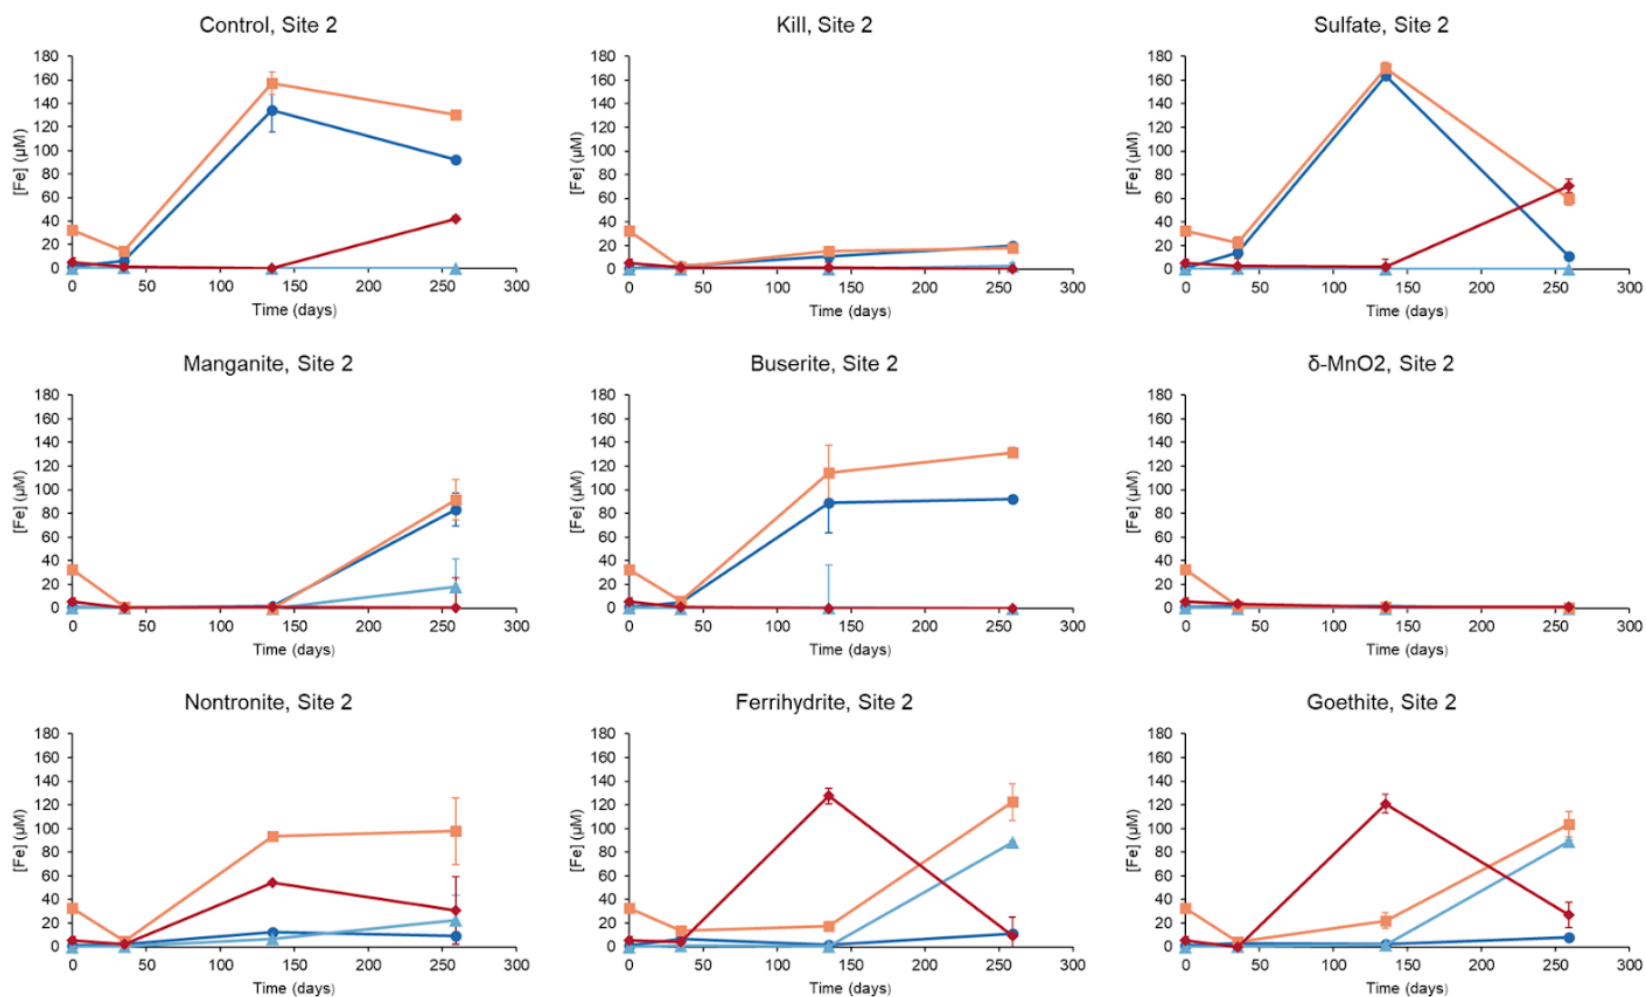 Control, Site 2
180
160
140
120
100
80
60
40
20
0
[Fe] (µM)
0 50 100 150 200 250 300
Time (days)
Kill, Site 2
180
160
140
120
100
80
60
40
20
0
[Fe] (µM)
0 50 100 150 200 250 300
Time (days)
Sulfate, Site 2
180
160
140
120
100
80
60
40
20
0
[Fe] (µM)
0 50 100 150 200 250 300
Time (days)
Manganite, Site 2
180
160
140
120
100
80
60
40
20
0
[Fe] (µM)
0 50 100 150 200 250 300
Time (days)
Buserite, Site 2
180
160
140
120
100
80
60
40
20
0
[Fe] (µM)
0 50 100 150 200 250 300
Time (days)
δ-MnO2, Site 2
180
160
140
120
100
80
60
40
20
0
[Fe] (µM)
0 50 100 150 200 250 300
Time (days)
Nontronite, Site 2
180
160
140
120
100
80
60
40
20
0
[Fe] (µM)
0 50 100 150 200 250 300
Time (days)
Ferrihydrite, Site 2
180
160
140
120
100
80
60
40
20
0
[Fe] (µM)
0 50 100 150 200 250 300
Time (days)
Goethite, Site 2
180
160
140
120
100
80
60
40
20
0
[Fe] (µM)
0 50 100 150 200 250 300
Time (days)